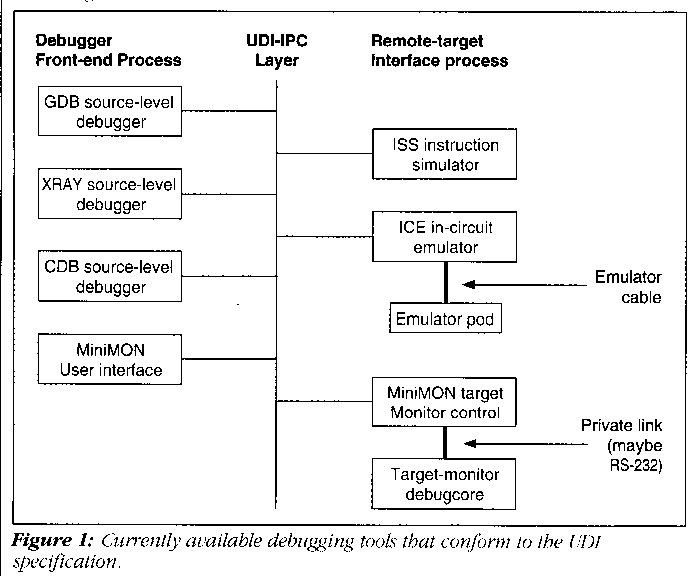 Debugger
Front-end Process
UDI-IPC
Layer
Remote-target
Interface process
GDB source-level
debugger
ISS instruction
simulator
XRAY source-level
debugger
ICE in-circuit
emulator
CDB source-level
debugger
Emulator
cable
Emulator pod
MiniMON
User interface
MiniMON target
Monitor control
Private link
(maybe
RS-232)
Target-monitor
debugcore
Figure 1: Currently available debugging tools that conform to the UDI
specification.